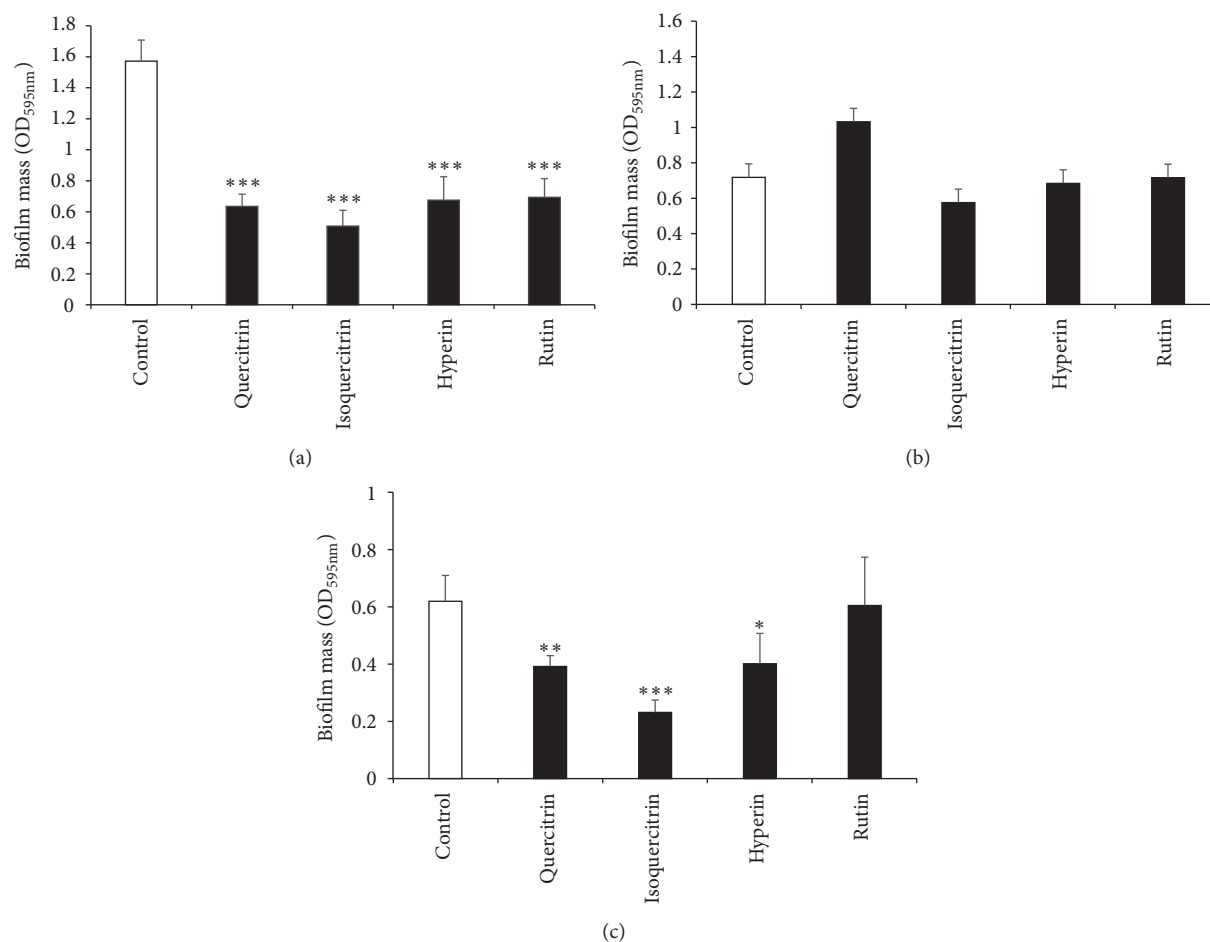 Biofilm mass (OD595nm)
1.8
1.6
1.4
1.2
1
0.8
0.6
0.4
0.2
0
***
***
***
***
Control
Quercitrin
Isoquercitrin
Hyperin
Rutin
(a)
Biofilm mass (OD595nm)
1.6
1.4
1.2
1
0.8
0.6
0.4
0.2
0
Control
Quercitrin
Isoquercitrin
Hyperin
Rutin
(b)
Biofilm mass (OD595nm)
1
0.8
0.6
0.4
0.2
0
**
***
*
Control
Quercitrin
Isoquercitrin
Hyperin
Rutin
(c)